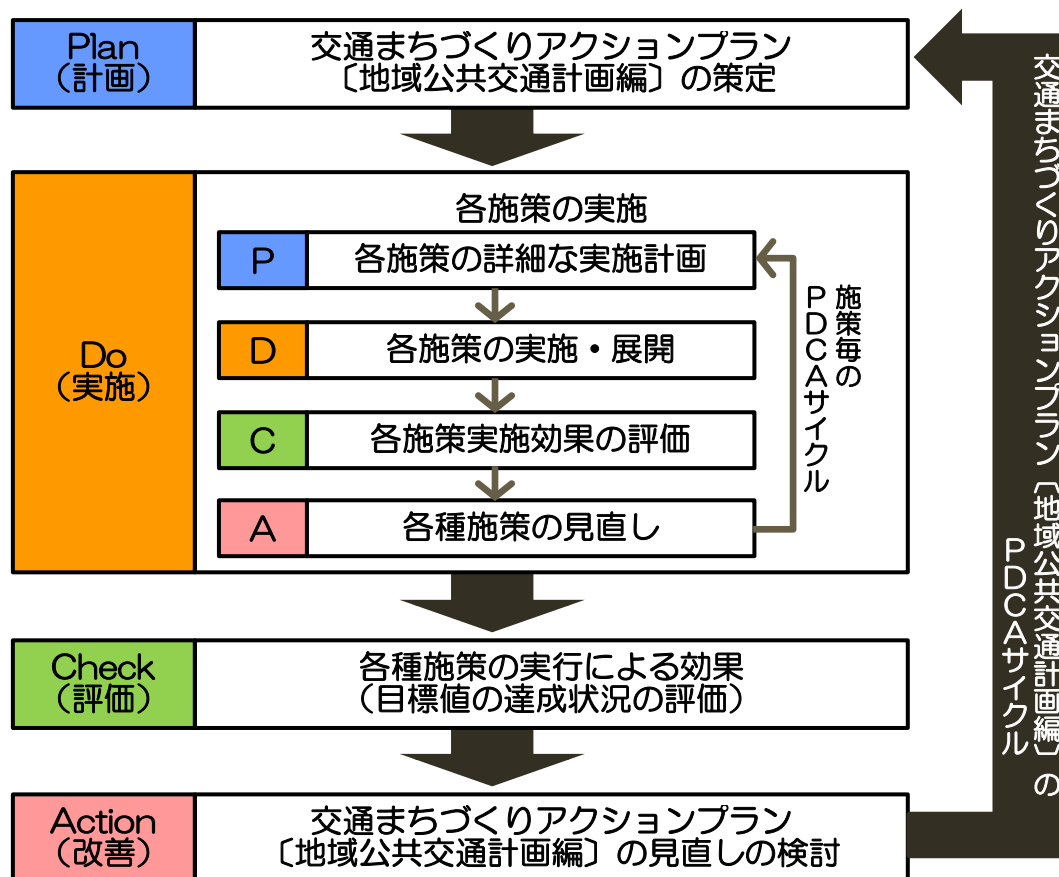 Plan
（計画）
交通まちづくりアクションプラン
〔地域公共交通計画編〕の策定
Do
（実施）
各施策の実施
P
各施策の詳細な実施計画
D
各施策の実施・展開
C
各施策実施効果の評価
A
各種施策の見直し
施策毎の
PDCAサイクル
Check
（評価）
各種施策の実行による効果
（目標値の達成状況の評価）
Action
（改善）
交通まちづくりアクションプラン
〔地域公共交通計画編〕の見直しの検討
交通まちづくりアクションプラン〔地域公共交通計画編〕の
PDCAサイクル